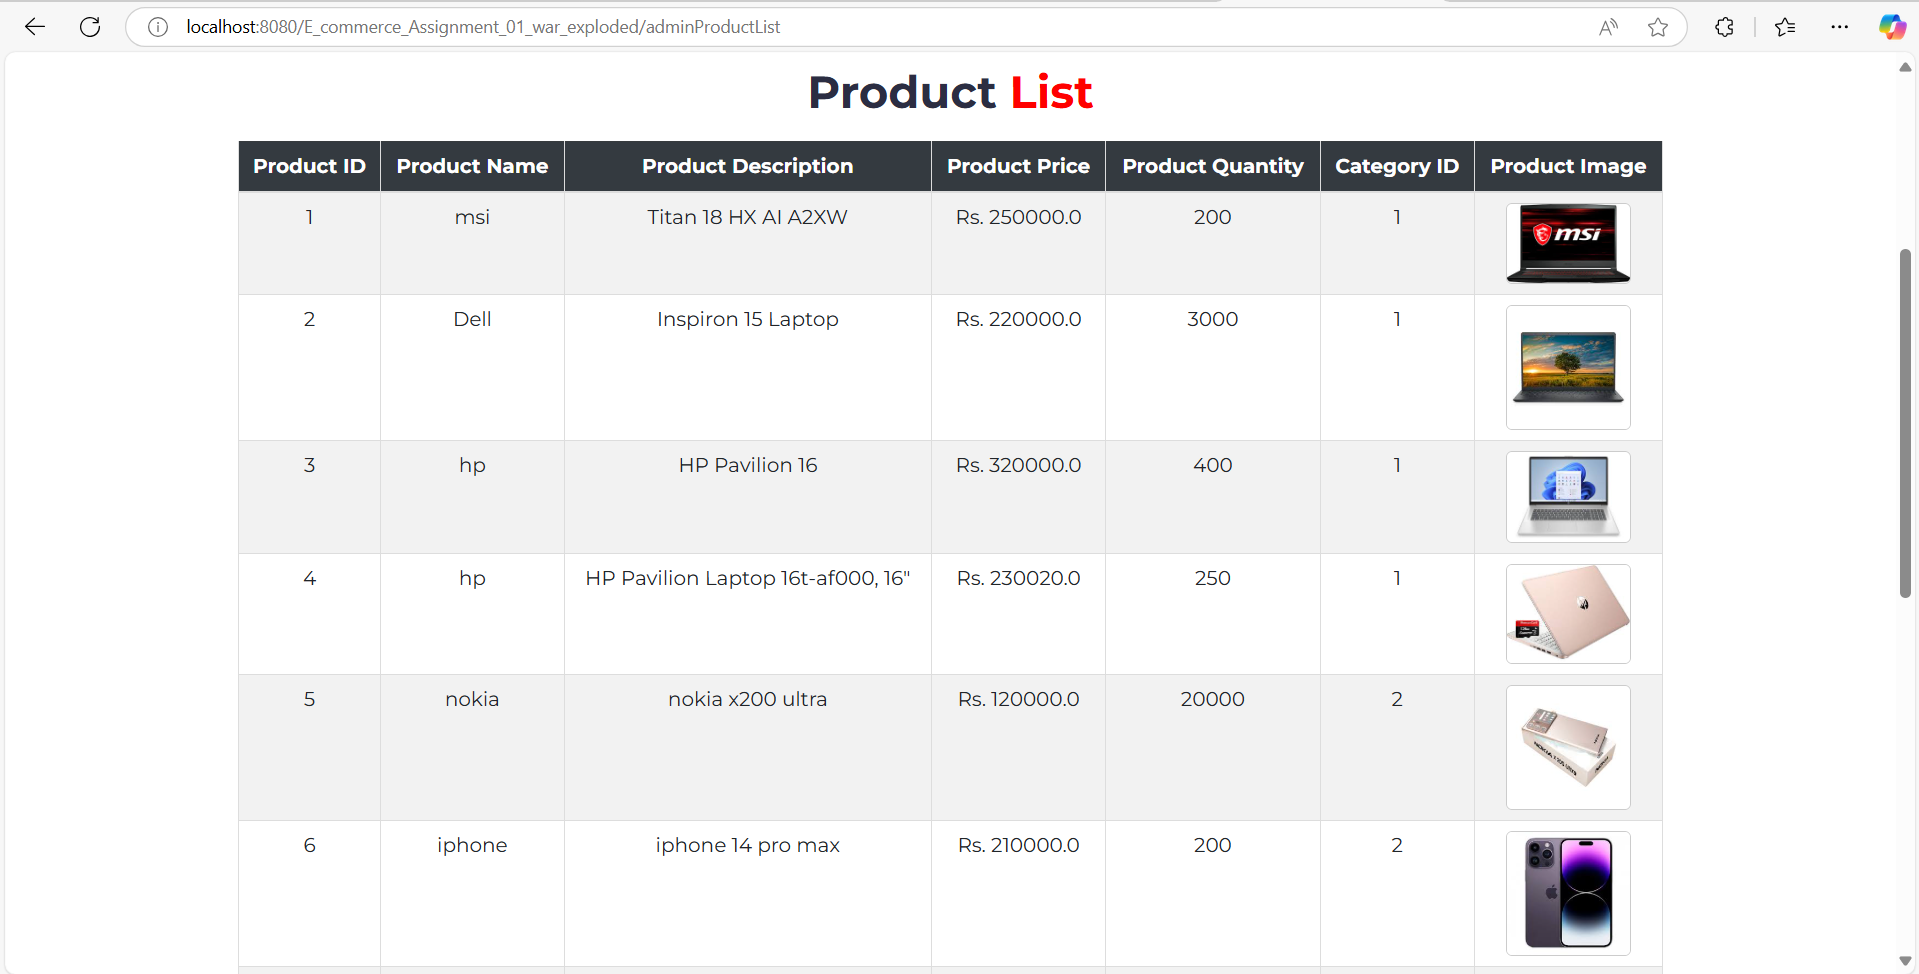 localhost:8080/E_commerce_Assignment_01_war_exploded/adminProductList
Product List
Product ID Product Name Product Description Product Price Product Quantity Category ID Product Image
1 msi Titan 18 HX AI A2XW Rs. 250000.0 200 1 msi
2 Dell Inspiron 15 Laptop Rs. 220000.0 3000 1
3 hp HP Pavilion 16 Rs. 320000.0 400 1
4 hp HP Pavilion Laptop 16t-af000, 16" Rs. 230020.0 250 1
5 nokia nokia x200 ultra Rs. 120000.0 20000 2
6 iphone iphone 14 pro max Rs. 210000.0 200 2